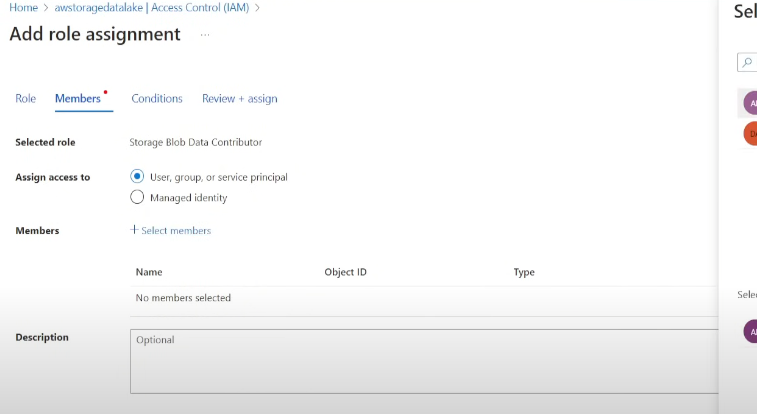 Home > awstoragedatalake | Access Control (IAM) >
Add role assignment ...
Role Members Conditions Review + assign
Selected role Storage Blob Data Contributor
Assign access to User, group, or service principal
Managed identity
Members + Select members
Name Object ID Type
No members selected
Description Optional